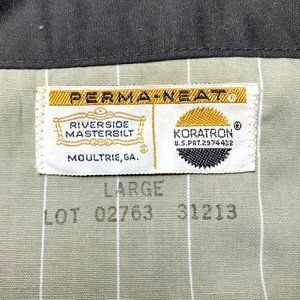 PERMA-NEAT®
RIVERSIDE
MASTERBILT
MOULTRIE, GA.
KORATRON®
U.S. PAT. 2974432
LARGE
LOT 02763 31213